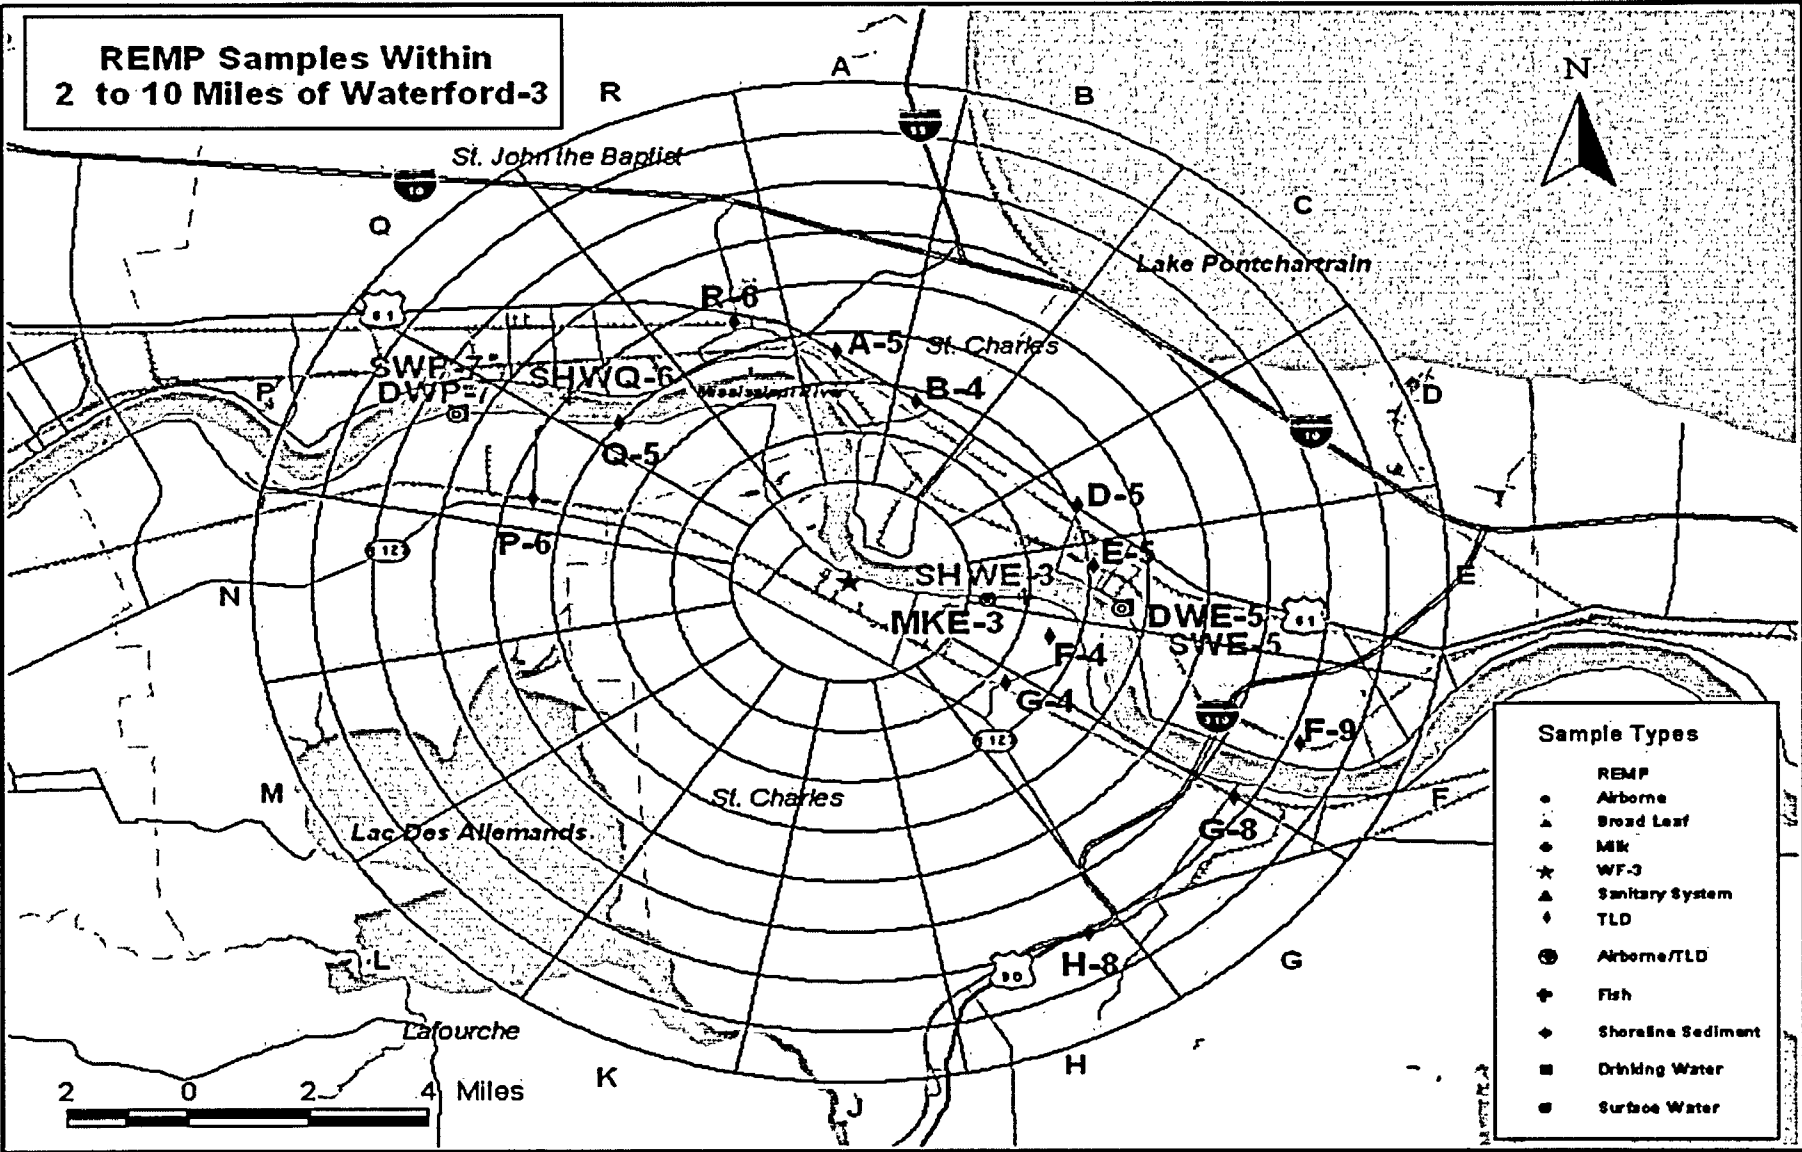 REMP Samples Within
2 to 10 Miles of Waterford-3
A
R
B
N
St. John the Baptist
10
C
Q
Lake Pontchartrain
R-6
61
A-5
St. Charles
SWP-7
SHWQ-6
DWP-7
P
Mississippi River
B-4
D
Q-5
D-5
P-6
E-5
SHWE-3
E
N
MKE-3
DWE-5
61
SWE-5
F-4
G-4
F-9
M
St. Charles
F
Lac Des Allemands
G-8
L
H-8
90
G
Lafourche
K
H
J
2 0 2 4 Miles
Sample Types
REMP
Airborne
Broad Leaf
Milk
WF-3
Sanitary System
TLD
Airborne/TLD
Fish
Shoreline Sediment
Drinking Water
Surface Water